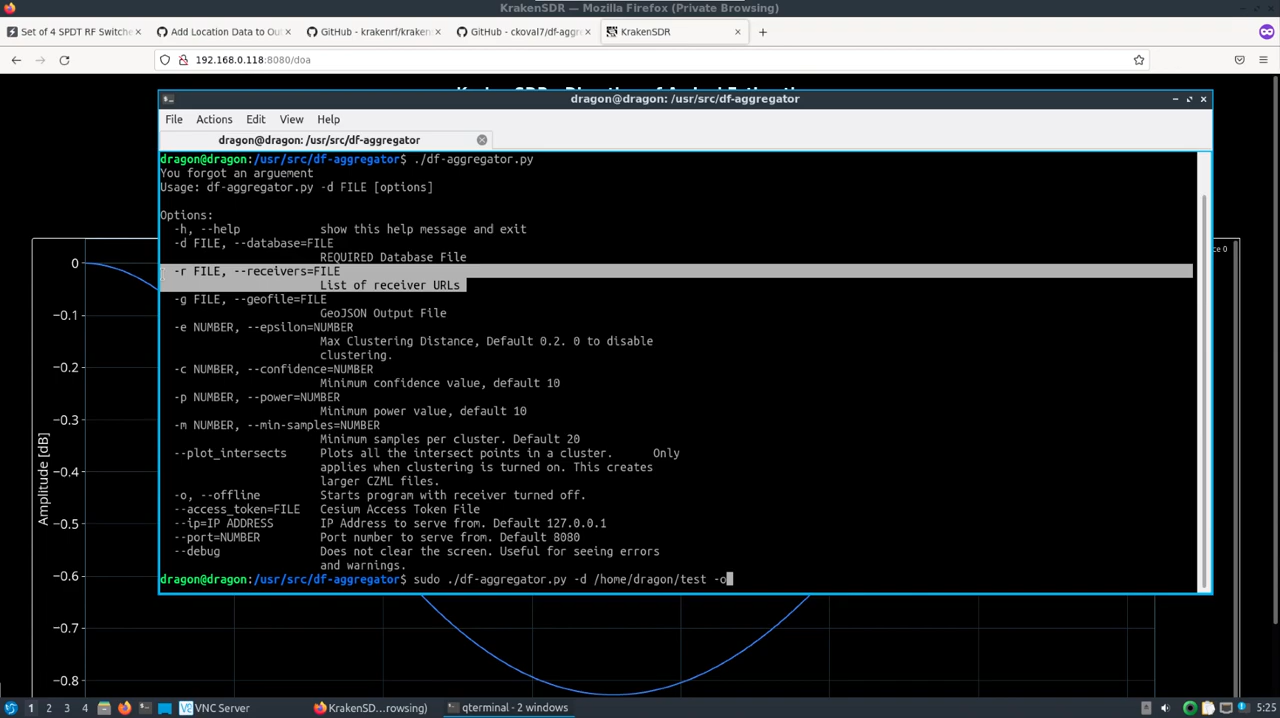 KrakenSDR — Mozilla Firefox (Private Browsing)
Set of 4 SPDT RF Switche
Add Location Data to Ou
GitHub - krakenrf/kraken
GitHub - ckoval7/df-aggr
KrakenSDR
192.168.0.118:8080/doa
dragon@dragon: /usr/src/df-aggregator
File Actions Edit View Help
dragon@dragon: /usr/src/df-aggregator
dragon@dragon:/usr/src/df-aggregator$ ./df-aggregator.py
You forgot an arguement
Usage: df-aggregator.py -d FILE [options]
Options:
-h, --help show this help message and exit
-d FILE, --database=FILE
REQUIRED Database File
-r FILE, --receivers=FILE
List of receiver URLs
-g FILE, --geofile=FILE
GeoJSON Output File
-e NUMBER, --epsilon=NUMBER
Max Clustering Distance, Default 0.2. 0 to disable
clustering.
-c NUMBER, --confidence=NUMBER
Minimum confidence value, default 10
-p NUMBER, --power=NUMBER
Minimum power value, default 10
-m NUMBER, --min-samples=NUMBER
Minimum samples per cluster. Default 20
--plot_intersects Plots all the intersect points in a cluster. Only
applies when clustering is turned on. This creates
larger CZML files.
-o, --offline Starts program with receiver turned off.
--access_token=FILE Cesium Access Token File
--ip=IP ADDRESS IP Address to serve from. Default 127.0.0.1
--port=NUMBER Port number to serve from. Default 8080
--debug Does not clear the screen. Useful for seeing errors
and warnings.
dragon@dragon:/usr/src/df-aggregator$ sudo ./df-aggregator.py -d /home/dragon/test -o
0
−0.1
−0.2
−0.3
−0.4
−0.5
−0.6
−0.7
−0.8
Amplitude [dB]
1 2 3 4
VNC Server
KrakenSD...rowsing)
qterminal - 2 windows
5:25